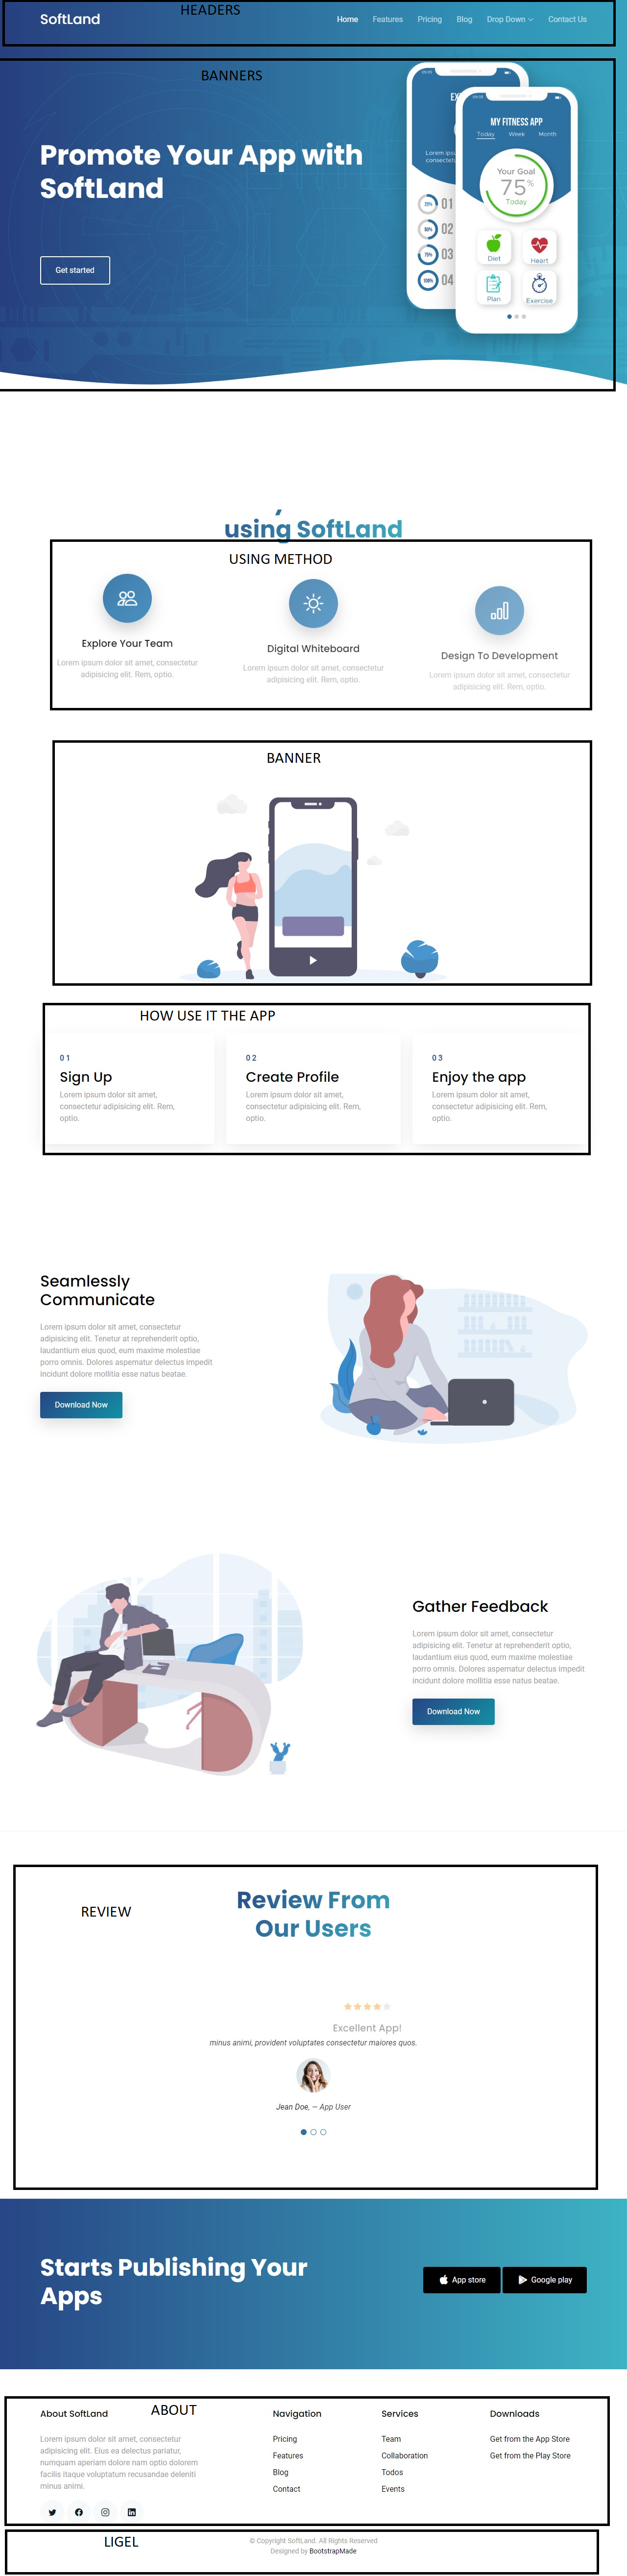 HEADERS
SoftLand
Home Features Pricing Blog Drop Down Contact Us
BANNERS
Promote Your App with
SoftLand
Get started
09:05
EX
Lorem ipsu
consectet
25% 01
50% 02
75% 03
100% 04
09:05
MY FITNESS APP
Today Week Month
Your Goal
75%
Today
Diet Heart
Plan Exercise
using SoftLand
USING METHOD
Explore Your Team
Lorem ipsum dolor sit amet, consectetur
adipisicing elit. Rem, optio.
Digital Whiteboard
Lorem ipsum dolor sit amet, consectetur
adipisicing elit. Rem, optio.
Design To Development
Lorem ipsum dolor sit amet, consectetur
adipisicing elit. Rem, optio.
BANNER
HOW USE IT THE APP
01
Sign Up
Lorem ipsum dolor sit amet,
consectetur adipisicing elit. Rem,
optio.
02
Create Profile
Lorem ipsum dolor sit amet,
consectetur adipisicing elit. Rem,
optio.
03
Enjoy the app
Lorem ipsum dolor sit amet,
consectetur adipisicing elit. Rem,
optio.
Seamlessly
Communicate
Lorem ipsum dolor sit amet, consectetur
adipisicing elit. Tenetur at reprehenderit optio,
laudantium eius quod, eum maxime molestiae
porro omnis. Dolores aspernatur delectus impedit
incidunt dolore mollitia esse natus beatae.
Download Now
Gather Feedback
Lorem ipsum dolor sit amet, consectetur
adipisicing elit. Tenetur at reprehenderit optio,
laudantium eius quod, eum maxime molestiae
porro omnis. Dolores aspernatur delectus impedit
incidunt dolore mollitia esse natus beatae.
Download Now
REVIEW
Review From
Our Users
Excellent App!
minus animi, provident voluptates consectetur maiores quos.
Jean Doe, — App User
Starts Publishing Your
Apps
App store Google play
ABOUT
About SoftLand
Lorem ipsum dolor sit amet, consectetur
adipisicing elit. Eius ea delectus pariatur,
numquam aperiam dolore nam optio dolorem
facilis itaque voluptatum recusandae deleniti
minus animi.
Navigation
Pricing
Features
Blog
Contact
Services
Team
Collaboration
Todos
Events
Downloads
Get from the App Store
Get from the Play Store
LIGEL
© Copyright SoftLand. All Rights Reserved
Designed by BootstrapMade